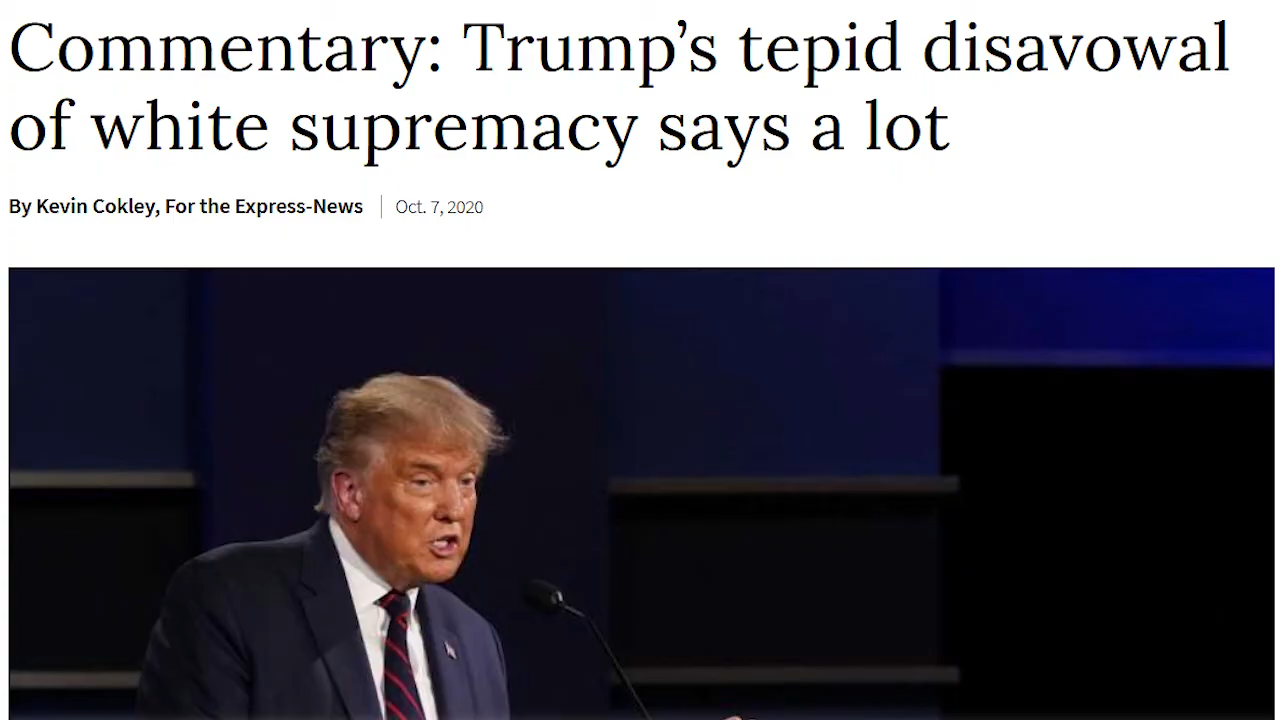 Commentary: Trump’s tepid disavowal
of white supremacy says a lot
By Kevin Cokley, For the Express-News | Oct. 7, 2020